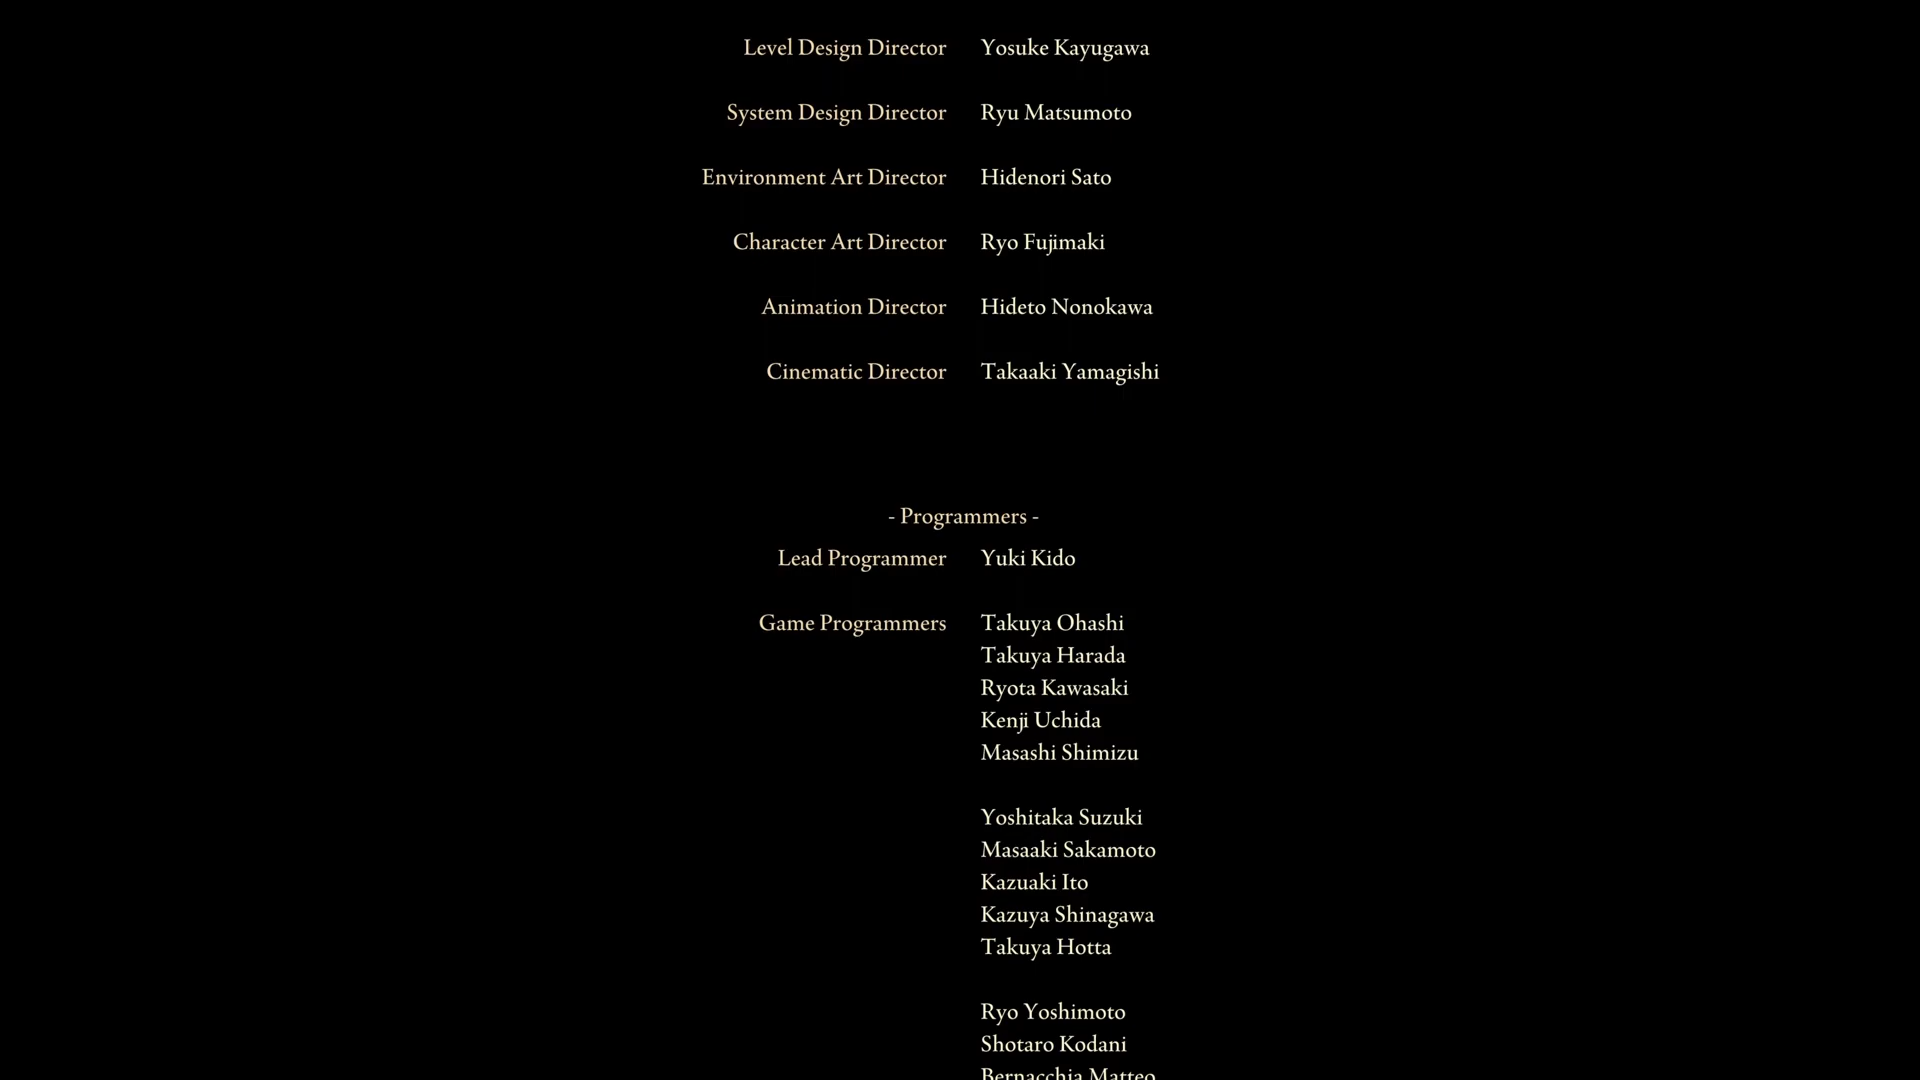 Level Design Director Yosuke Kayugawa
System Design Director Ryu Matsumoto
Environment Art Director Hidenori Sato
Character Art Director Ryo Fujimaki
Animation Director Hideto Nonokawa
Cinematic Director Takaaki Yamagishi
- Programmers -
Lead Programmer Yuki Kido
Game Programmers Takuya Ohashi
Takuya Harada
Ryota Kawasaki
Kenji Uchida
Masashi Shimizu
Yoshitaka Suzuki
Masaaki Sakamoto
Kazuaki Ito
Kazuya Shinagawa
Takuya Hotta
Ryo Yoshimoto
Shotaro Kodani
Bernacchia Matteo